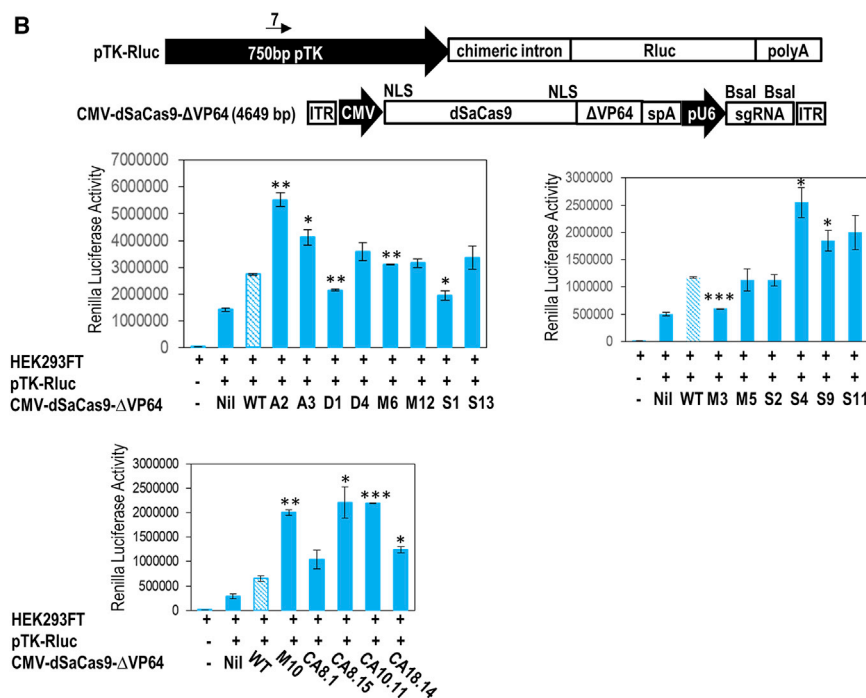 B
7
pTK-Rluc
750bp pTK
chimeric intron
Rluc
polyA
NLS
NLS
BsaI
BsaI
CMV-dSaCas9-ΔVP64 (4649 bp)
ITR
CMV
dSaCas9
ΔVP64
spA
pU6
sgRNA
ITR
Renilla Luciferase Activity
7000000
6000000
5000000
4000000
3000000
2000000
1000000
0
**
*
**
**
*
HEK293FT + + + + + + + + + +
pTK-Rluc - + + + + + + + + +
CMV-dSaCas9-ΔVP64 - Nil WT A2 A3 D1 D4 M6 M12 S1 S13
Renilla Luciferase Activity
3000000
2500000
2000000
1500000
1000000
500000
0
***
*
*
+ + + + + + + + +
- + + + + + + + +
- Nil WT M3 M5 S2 S4 S9 S11
Renilla Luciferase Activity
3000000
2500000
2000000
1500000
1000000
500000
0
**
*
***
*
HEK293FT + + + + + + + +
pTK-Rluc - + + + + + + +
CMV-dSaCas9-ΔVP64 - Nil WT M10 CA8.1 CA8.15 CA10.11 CA18.14